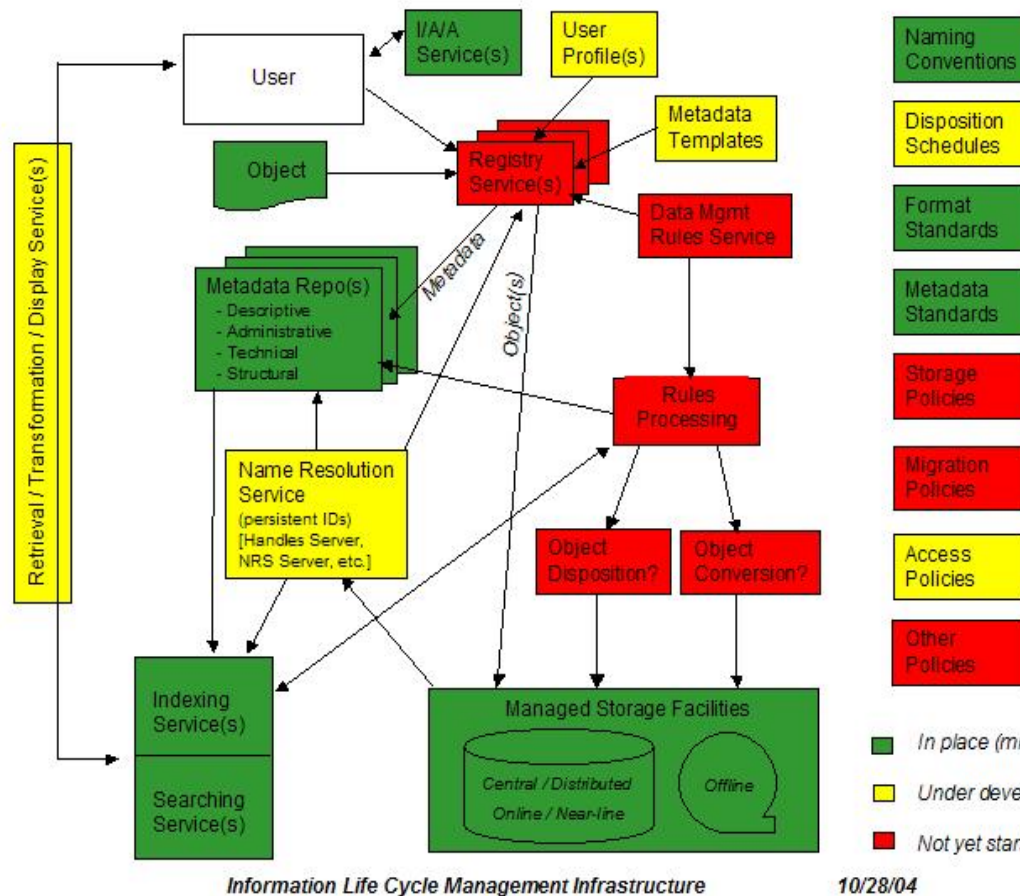 I/A/A
Service(s)
User
Profile(s)
User
Metadata
Templates
Object
Registry
Service(s)
Data Mgmt
Rules Service
Retrieval / Transformation / Display Service(s)
Metadata
Object(s)
Metadata Repo(s)
- Descriptive
- Administrative
- Technical
- Structural
Rules
Processing
Name Resolution
Service
(persistent IDs)
[Handles Server,
NRS Server, etc.]
Object
Disposition?
Object
Conversion?
Indexing
Service(s)
Searching
Service(s)
Managed Storage Facilities
Central / Distributed
Online / Near-line
Offline
Naming
Conventions
Disposition
Schedules
Format
Standards
Metadata
Standards
Storage
Policies
Migration
Policies
Access
Policies
Other
Policies
In place
Under
Not yet
Information Life Cycle Management Infrastructure
10/28/04